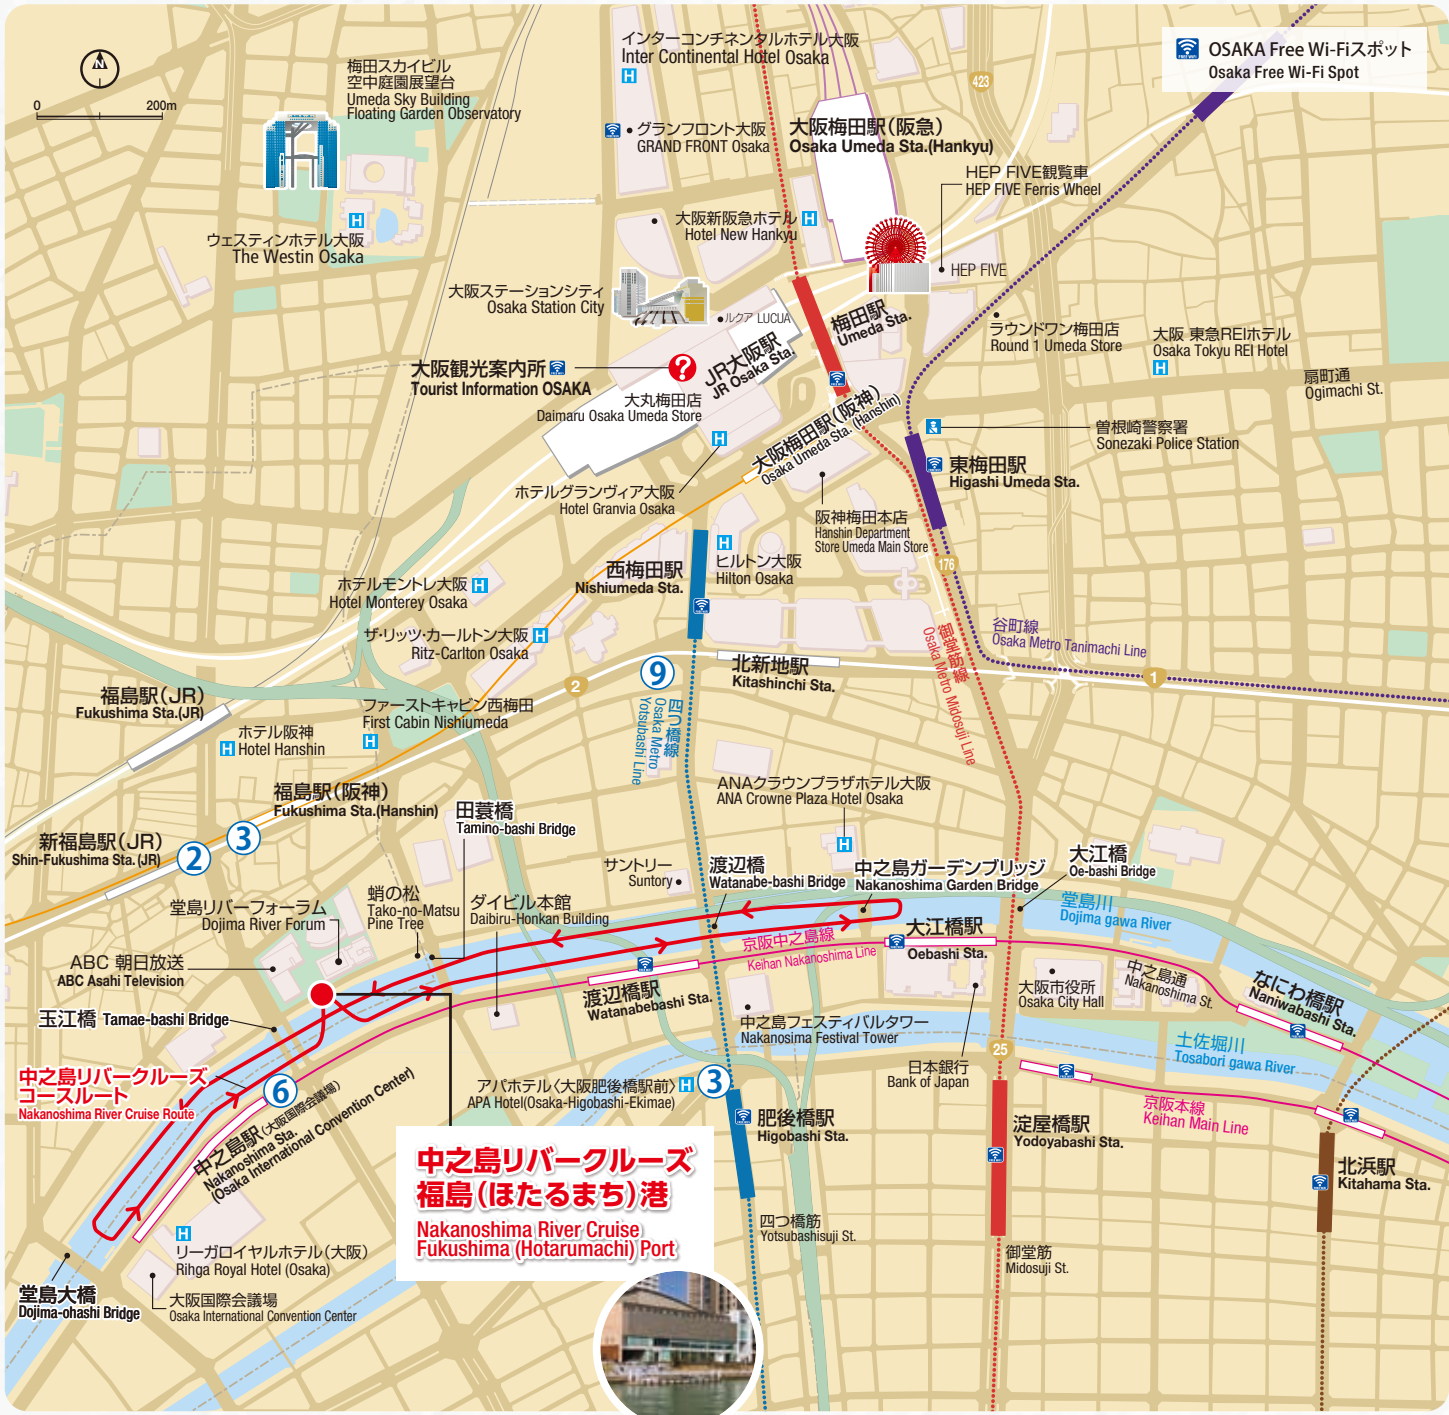 N
0
200m
梅田スカイビル
空中庭園展望台
Umeda Sky Building
Floating Garden Observatory
インターコンチネンタルホテル大阪
Inter Continental Hotel Osaka
H
423
OSAKA Free Wi-Fiスポット
Osaka Free Wi-Fi Spot
グランフロント大阪
GRAND FRONT Osaka
大阪梅田駅(阪急)
Osaka Umeda Sta.(Hankyu)
HEP FIVE観覧車
HEP FIVE Ferris Wheel
H
ウェスティンホテル大阪
The Westin Osaka
大阪新阪急ホテル
Hotel New Hankyu
H
HEP FIVE
大阪ステーションシティ
Osaka Station City
ルクア LUCUA
梅田駅
Umeda Sta.
ラウンドワン梅田店
Round 1 Umeda Store
大阪 東急REIホテル
Osaka Tokyu REI Hotel
H
扇町通
Ogimachi St.
大阪観光案内所
Tourist Information OSAKA
?
JR大阪駅
JR Osaka Sta.
大丸梅田店
Daimaru Osaka Umeda Store
H
大阪梅田駅(阪神)
Osaka Umeda Sta. (Hanshin)
曽根崎警察署
Sonezaki Police Station
東梅田駅
Higashi Umeda Sta.
ホテルグランヴィア大阪
Hotel Granvia Osaka
阪神梅田本店
Hanshin Department
Store Umeda Main Store
176
西梅田駅
Nishiumeda Sta.
H
ヒルトン大阪
Hilton Osaka
ホテルモントレ大阪
Hotel Monterey Osaka
H
ザ・リッツ・カールトン大阪
Ritz-Carlton Osaka
H
谷町線
Osaka Metro Tanimachi Line
御堂筋線
Osaka Metro Midosuji Line
9
北新地駅
Kitashinchi Sta.
1
2
福島駅(JR)
Fukushima Sta.(JR)
ファーストキャビン西梅田
First Cabin Nishiumeda
H
H
ホテル阪神
Hotel Hanshin
四つ橋線
Osaka Metro
Yotsubashi Line
福島駅(阪神)
Fukushima Sta.(Hanshin)
ANAクラウンプラザホテル大阪
ANA Crowne Plaza Hotel Osaka
H
新福島駅(JR)
Shin-Fukushima Sta. (JR)
2
3
田蓑橋
Tamino-bashi Bridge
サントリー
Suntory
渡辺橋
Watanabe-bashi Bridge
中之島ガーデンブリッジ
Nakanoshima Garden Bridge
大江橋
Oe-bashi Bridge
堂島リバーフォーラム
Dojima River Forum
蛸の松
Tako-no-Matsu
Pine Tree
ダイビル本館
Daibiru-Honkan Building
堂島川
Dojima gawa River
大江橋駅
Oebashi Sta.
京阪中之島線
Keihan Nakanoshima Line
ABC 朝日放送
ABC Asahi Television
渡辺橋駅
Watanabebashi Sta.
大阪市役所
Osaka City Hall
中之島通
Nakanoshima St.
なにわ橋駅
Naniwabashi Sta.
玉江橋 Tamae-bashi Bridge
中之島フェスティバルタワー
Nakanosima Festival Tower
土佐堀川
Tosabori gawa River
25
日本銀行
Bank of Japan
中之島リバークルーズ
コースルート
Nakanoshima River Cruise Route
6
アパホテル〈大阪肥後橋駅前〉
APA Hotel(Osaka-Higobashi-Ekimae)
H
3
京阪本線
Keihan Main Line
肥後橋駅
Higobashi Sta.
淀屋橋駅
Yodoyabashi Sta.
中之島駅(大阪国際会議場)
Nakanoshima Sta.
(Osaka International Convention Center)
北浜駅
Kitahama Sta.
中之島リバークルーズ
福島(ほたるまち)港
Nakanoshima River Cruise
Fukushima (Hotarumachi) Port
四つ橋筋
Yotsubashisuji St.
H
リーガロイヤルホテル(大阪)
Rihga Royal Hotel (Osaka)
御堂筋
Midosuji St.
堂島大橋
Dojima-ohashi Bridge
大阪国際会議場
Osaka International Convention Center